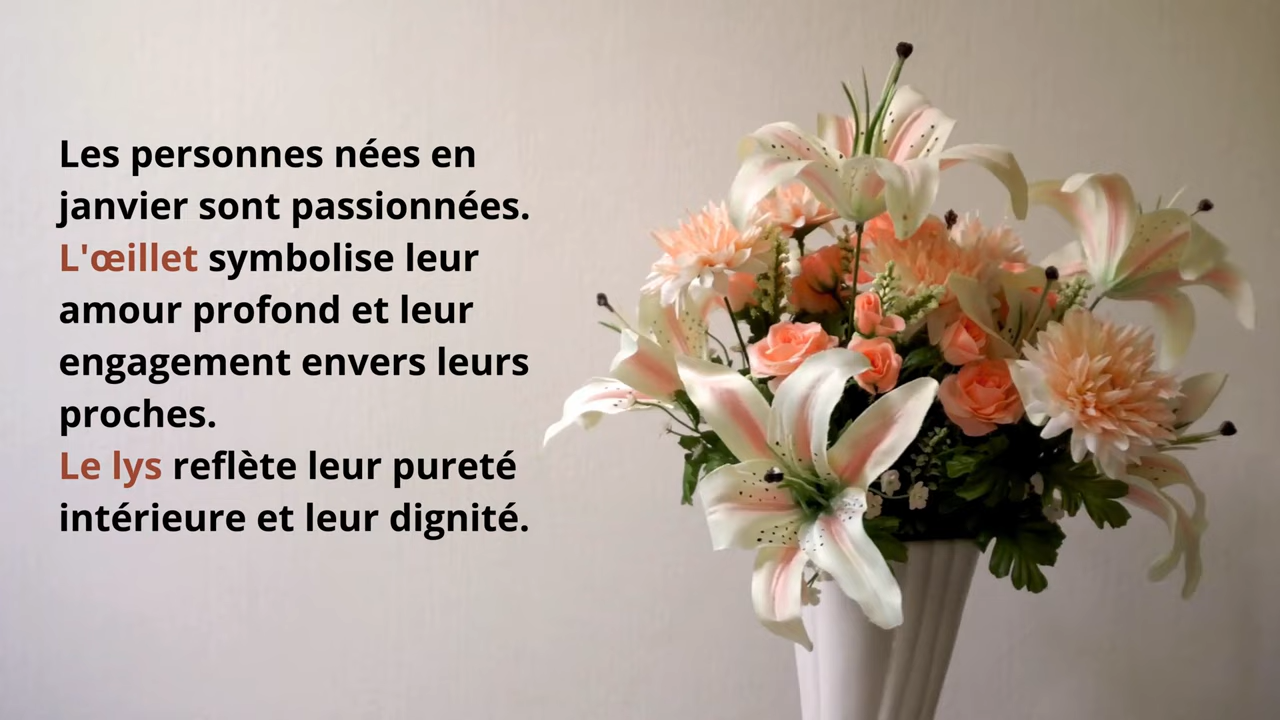 Les personnes nées en
janvier sont passionnées.
L'œillet symbolise leur
amour profond et leur
engagement envers leurs
proches.
Le lys reflète leur pureté
intérieure et leur dignité.